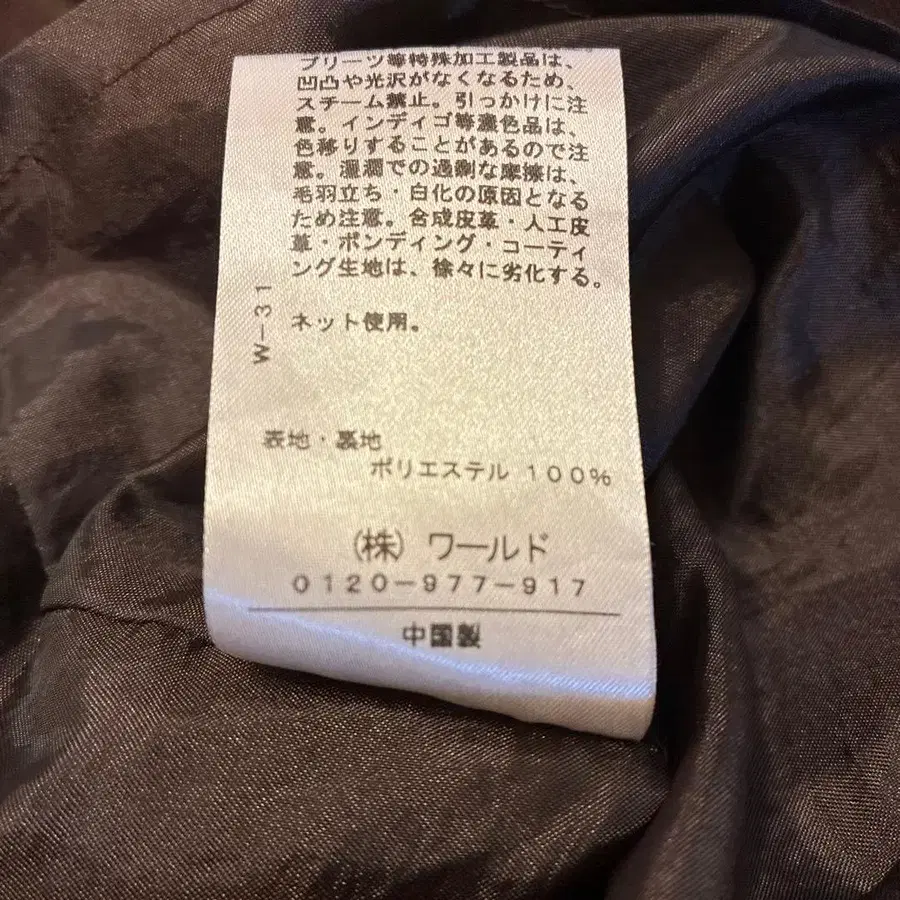 プリーツ等特殊加工製品は、
凹凸や光沢がなくなるため、
スチーム禁止。引っかけに注
意。インディゴ等濃色品は、
色移りすることがあるので注
意。湿潤での過剰な摩擦は、
毛羽立ち・白化の原因となる
ため注意。合成皮革・人工皮
革・ボンディング・コーティ
ング生地は、徐々に劣化する。
ネット使用。
W-31
表地・裏地
ポリエステル 100%
(株) ワールド
0120-977-917
中国製